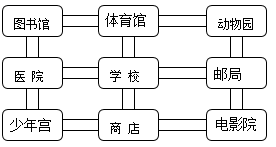 图书馆 体育馆 动物园
医 院 学 校 邮局
少年宫 商 店 电影院